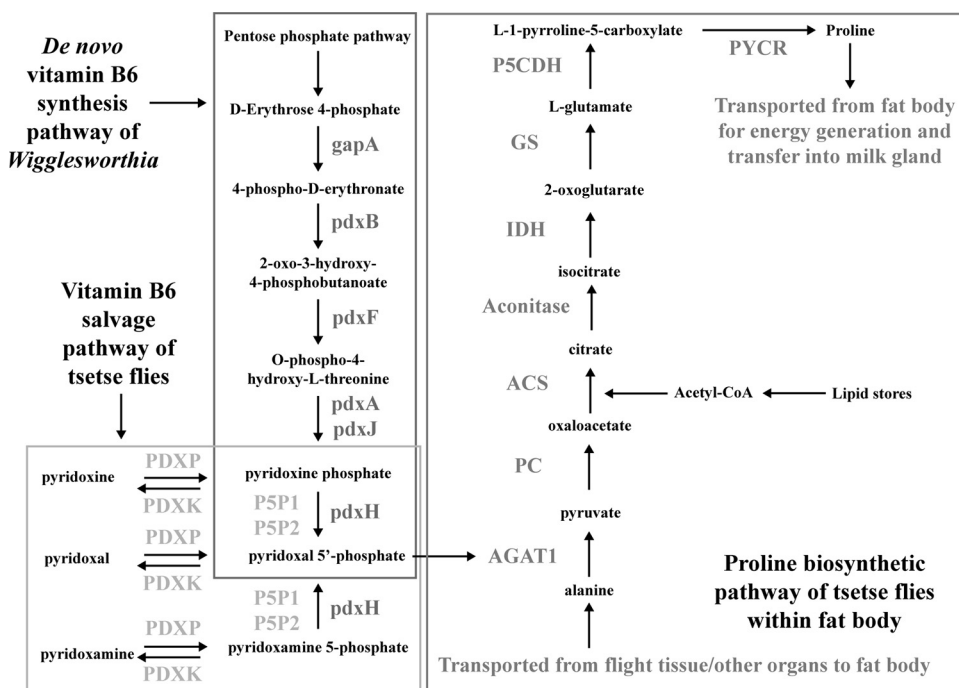 De novo
vitamin B6
synthesis
pathway of
Wigglesworthia
Pentose phosphate pathway
D-Erythrose 4-phosphate
gapA
4-phospho-D-erythronate
pdxB
2-oxo-3-hydroxy-
4-phosphobutanoate
pdxF
O-phospho-4-
hydroxy-L-threonine
pdxA
pdxJ
Vitamin B6
salvage
pathway of
tsetse flies
pyridoxine
PDXP
PDXK
pyridoxine phosphate
P5P1
P5P2
pdxH
pyridoxal
PDXP
PDXK
pyridoxal 5'-phosphate
P5P1
P5P2
pdxH
pyridoxamine
PDXP
PDXK
pyridoxamine 5-phosphate
L-1-pyrroline-5-carboxylate
PYCR
Proline
Transported from fat body
for energy generation and
transfer into milk gland
P5CDH
L-glutamate
GS
2-oxoglutarate
IDH
isocitrate
Aconitase
citrate
ACS
Acetyl-CoA
Lipid stores
oxaloacetate
PC
pyruvate
AGAT1
alanine
Transported from flight tissue/other organs to fat body
Proline biosynthetic
pathway of tsetse flies
within fat body